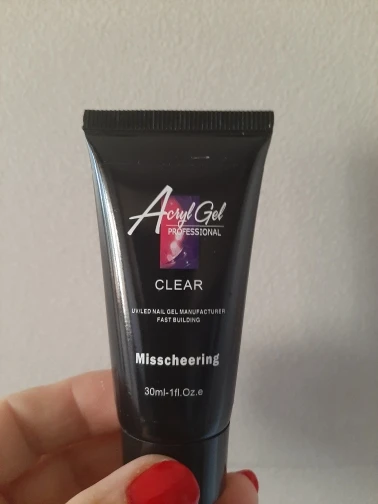 Acryl Gel
PROFESSIONAL
CLEAR
UV/LED NAIL GEL MANUFACTURER
FAST BUILDING
Misscheering
30ml-1fl.Oz.e